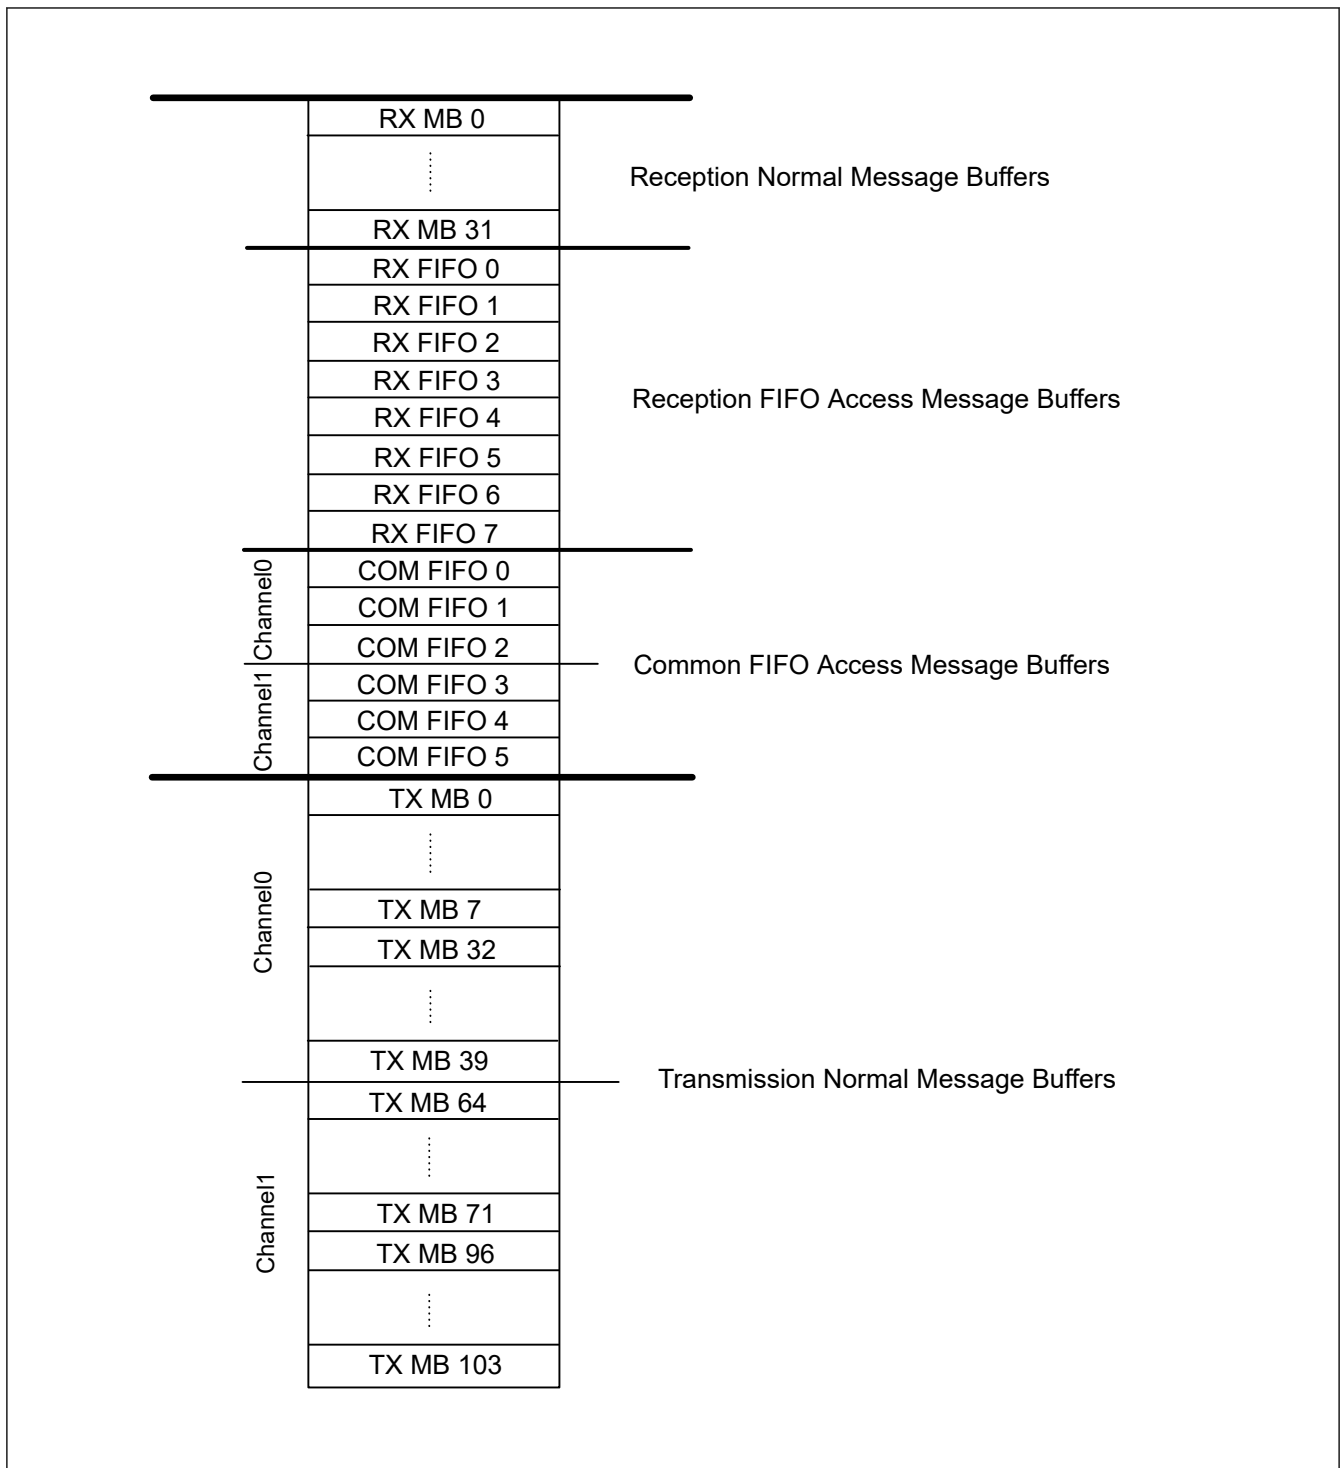 RX MB 0
Reception Normal Message Buffers
RX MB 31
RX FIFO 0
RX FIFO 1
RX FIFO 2
RX FIFO 3
Reception FIFO Access Message Buffers
RX FIFO 4
RX FIFO 5
RX FIFO 6
RX FIFO 7
Channel0
COM FIFO 0
COM FIFO 1
COM FIFO 2
Common FIFO Access Message Buffers
Channel1
COM FIFO 3
COM FIFO 4
COM FIFO 5
TX MB 0
Channel0
TX MB 7
TX MB 32
TX MB 39
Transmission Normal Message Buffers
TX MB 64
Channel1
TX MB 71
TX MB 96
TX MB 103